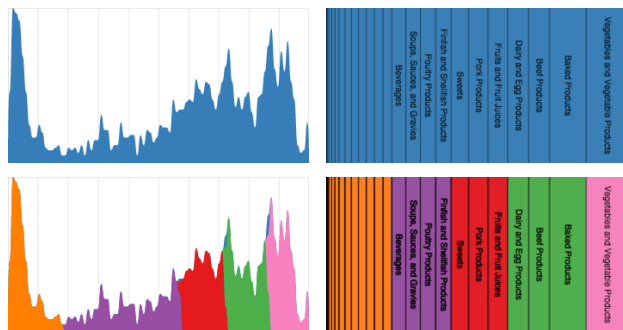 Beverages
Soups, Sauces, and Gravies
Poultry Products
Finfish and Shellfish Products
Sweets
Pork Products
Fruits and Fruit Juices
Dairy and Egg Products
Beef Products
Baked Products
Vegetables and Vegetable Products
Beverages
Soups, Sauces, and Gravies
Poultry Products
Finfish and Shellfish Products
Sweets
Pork Products
Fruits and Fruit Juices
Dairy and Egg Products
Beef Products
Baked Products
Vegetables and Vegetable Products